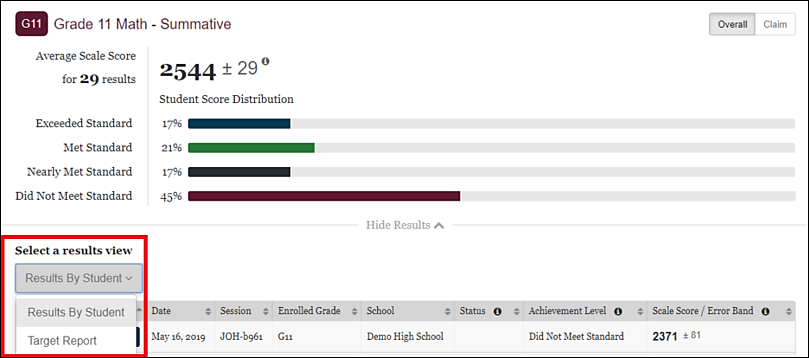 G11 Grade 11 Math - Summative Overall Claim
Average Scale Score
for 29 results
2544 ± 29
Student Score Distribution
Exceeded Standard 17%
Met Standard 21%
Nearly Met Standard 17%
Did Not Meet Standard 45%
Hide Results
Select a results view
Results By Student
Results By Student
Target Report
Date Session Enrolled Grade School Status Achievement Level Scale Score / Error Band
May 16, 2019 JOH-b961 G11 Demo High School Did Not Meet Standard 2371 ± 81